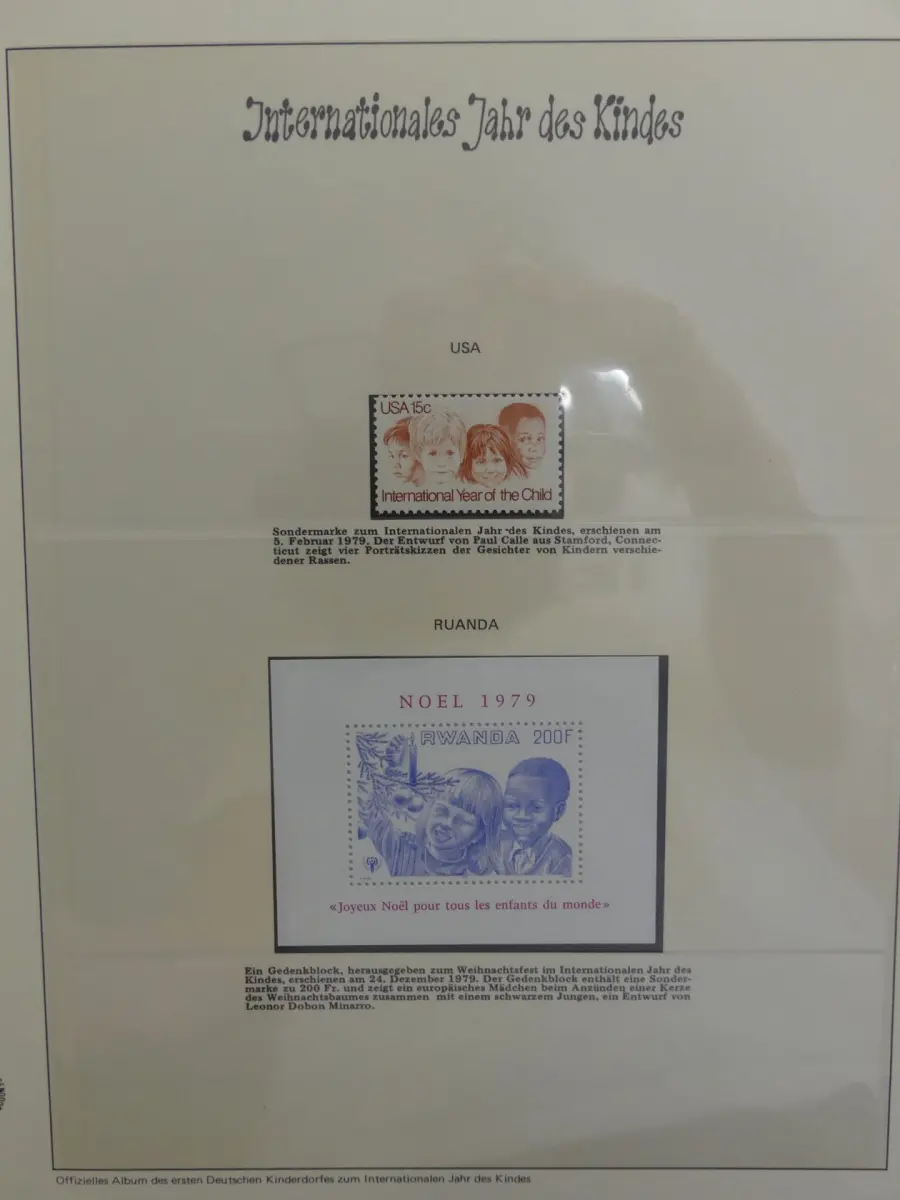 Internationales Jahr des Kindes
USA
USA 15c
International Year of the Child
Sondermarke zum Internationalen Jahr des Kindes, erschienen am
5. Februar 1979. Der Entwurf von Paul Calle aus Stamford, Connec-
ticut zeigt vier Porträtskizzen der Gesichter von Kindern verschie-
dener Rassen.
RUANDA
NOEL 1979
RWANDA 200F
«Joyeux Noël pour tous les enfants du monde»
Ein Gedenkblock, herausgegeben zum Weihnachtsfest im Internationalen Jahr des
Kindes, erschienen am 24. Dezember 1979. Der Gedenkblock enthält eine Sonder-
marke zu 200 Fr. und zeigt ein europäisches Mädchen beim Anzünden einer Kerze
des Weihnachtsbaumes zusammen mit einem schwarzem Jungen, ein Entwurf von
Leonor Dobon Minarro.
Offizielles Album des ersten Deutschen Kinderdorfes zum Internationalen Jahr des Kindes